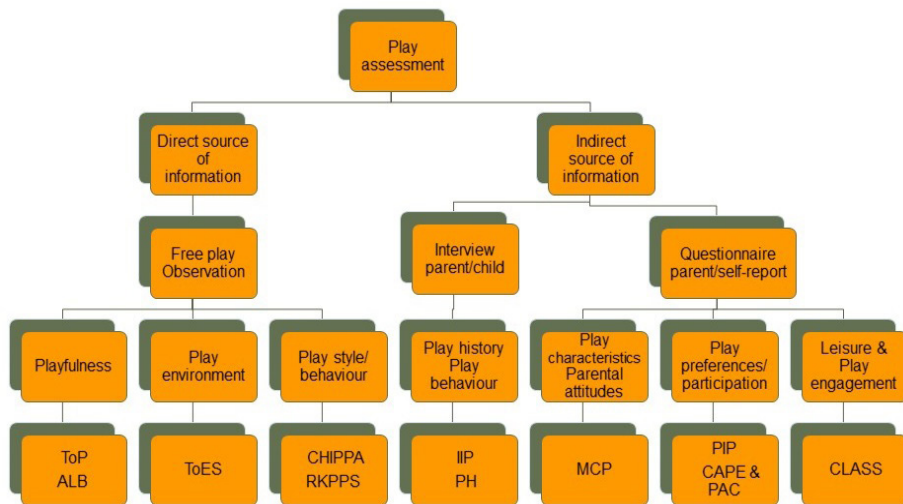 Play
assessment
Direct source
of
information
Indirect
source of
information
Free play
Observation
Interview
parent/child
Questionnaire
parent/self-report
Playfulness
Play
environment
Play style/
behaviour
Play history
Play
behaviour
Play
characteristics
Parental
attitudes
Play
preferences/
participation
Leisure &
Play
engagement
ToP
ALB
ToES
CHIPPA
RKPPS
IIP
PH
MCP
PIP
CAPE &
PAC
CLASS